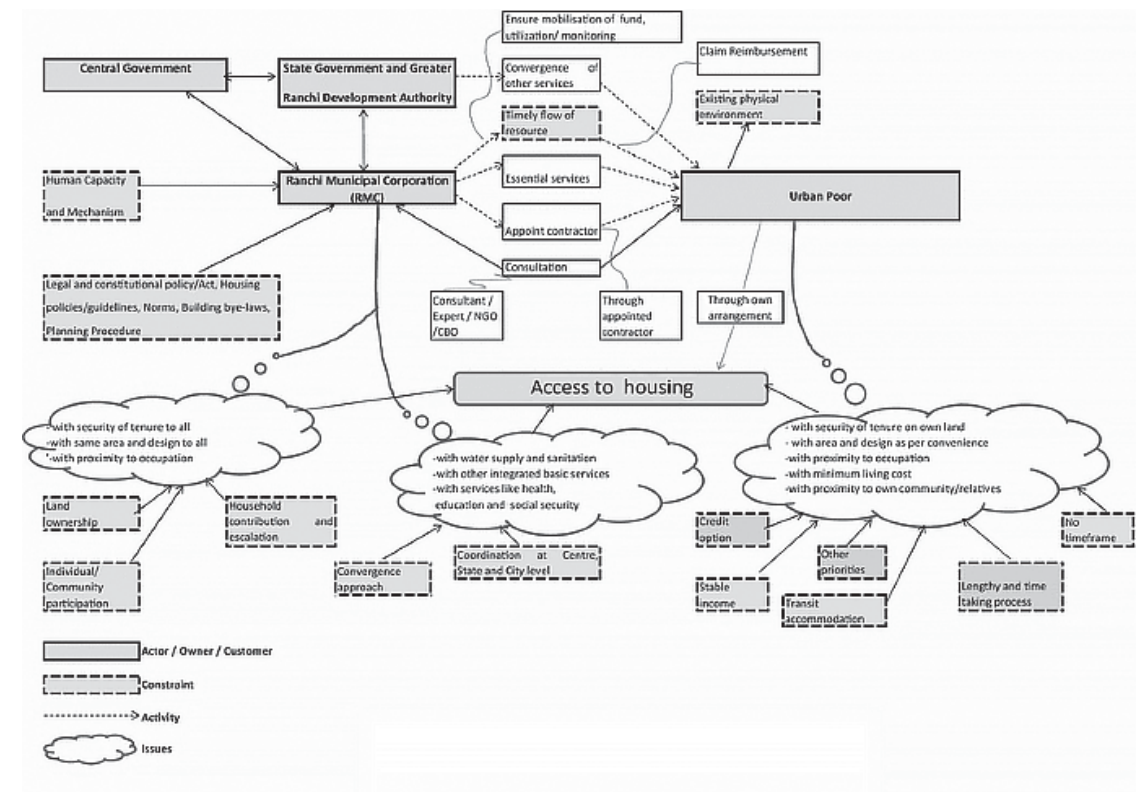 Ensure mobilisation of fund,
utilization/ monitoring
Claim Reimbursement
Central Government
State Government and Greater
Ranchi Development Authority
Convergence of
other services
Existing physical
environment
Timely flow of
resource
Human Capacity
and Mechanism
Ranchi Municipal Corporation
(RMC)
Essential services
Urban Poor
Appoint contractor
Consultation
Legal and constitutional policy/Act, Housing
policies/guidelines, Norms, Building bye-laws,
Planning Procedure
Consultant /
Expert / NGO
/CBO
Through
appointed
contractor
Through own
arrangement
Access to housing
-with security of tenure to all
-with same area and design to all
'-with proximity to occupation
-with water supply and sanitation
-with other integrated basic services
-with services like health,
education and social security
- with security of tenure on own land
- with area and design as per convenience
-with proximity to occupation
-with minimum living cost
-with proximity to own community/relatives
Land
ownership
Household
contribution and
escalation
Individual/
Community
participation
Convergence
approach
Coordination at Centre,
State and City level
Credit
option
Other
priorities
No
timeframe
Stable
income
Transit
accommodation
Lengthy and time
taking process
Actor / Owner / Customer
Constraint
Activity
Issues